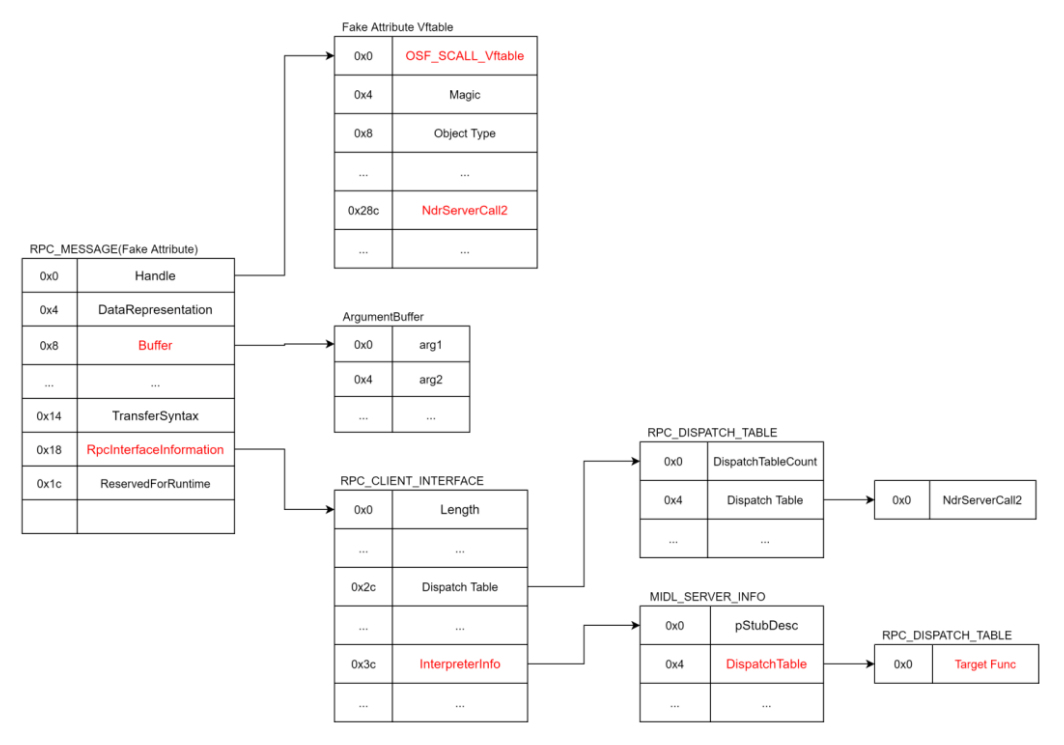 Fake Attribute Vftable
0x0 OSF_SCALL_Vftable
0x4 Magic
0x8 Object Type
... ...
0x28c NdrServerCall2
... ...
RPC_MESSAGE(Fake Attribute)
0x0 Handle
0x4 DataRepresentation
0x8 Buffer
... ...
0x14 TransferSyntax
0x18 RpcInterfaceInformation
0x1c ReservedForRuntime
ArgumentBuffer
0x0 arg1
0x4 arg2
... ...
RPC_CLIENT_INTERFACE
0x0 Length
... ...
0x2c Dispatch Table
... ...
0x3c InterpreterInfo
... ...
RPC_DISPATCH_TABLE
0x0 DispatchTableCount
0x4 Dispatch Table
... ...
0x0 NdrServerCall2
MIDL_SERVER_INFO
0x0 pStubDesc
0x4 DispatchTable
... ...
RPC_DISPATCH_TABLE
0x0 Target Func